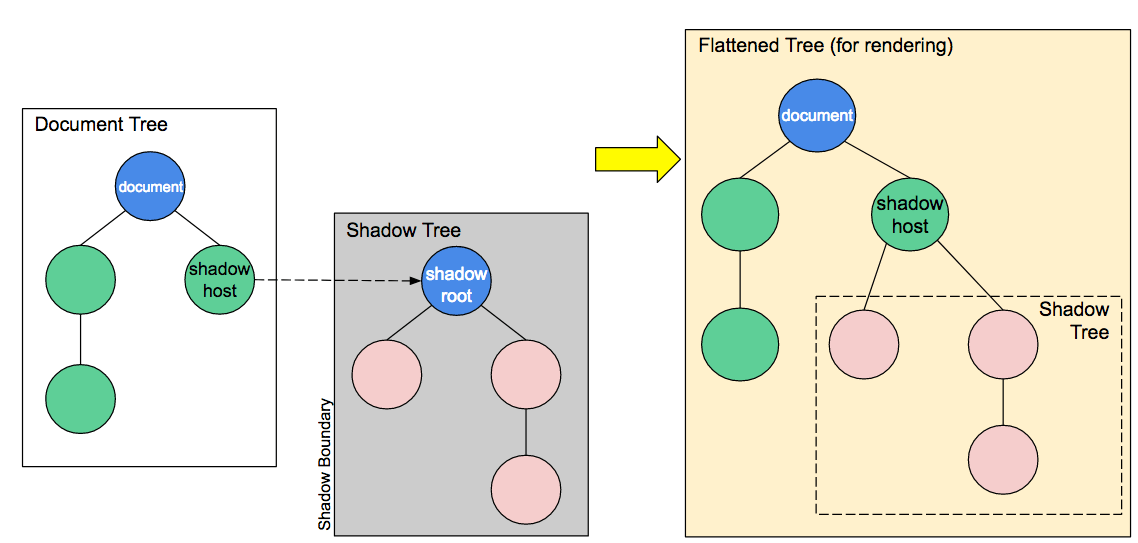 Document Tree
document
shadow
host
Shadow Tree
shadow
root
Shadow Boundary
Flattened Tree (for rendering)
document
shadow
host
Shadow
Tree